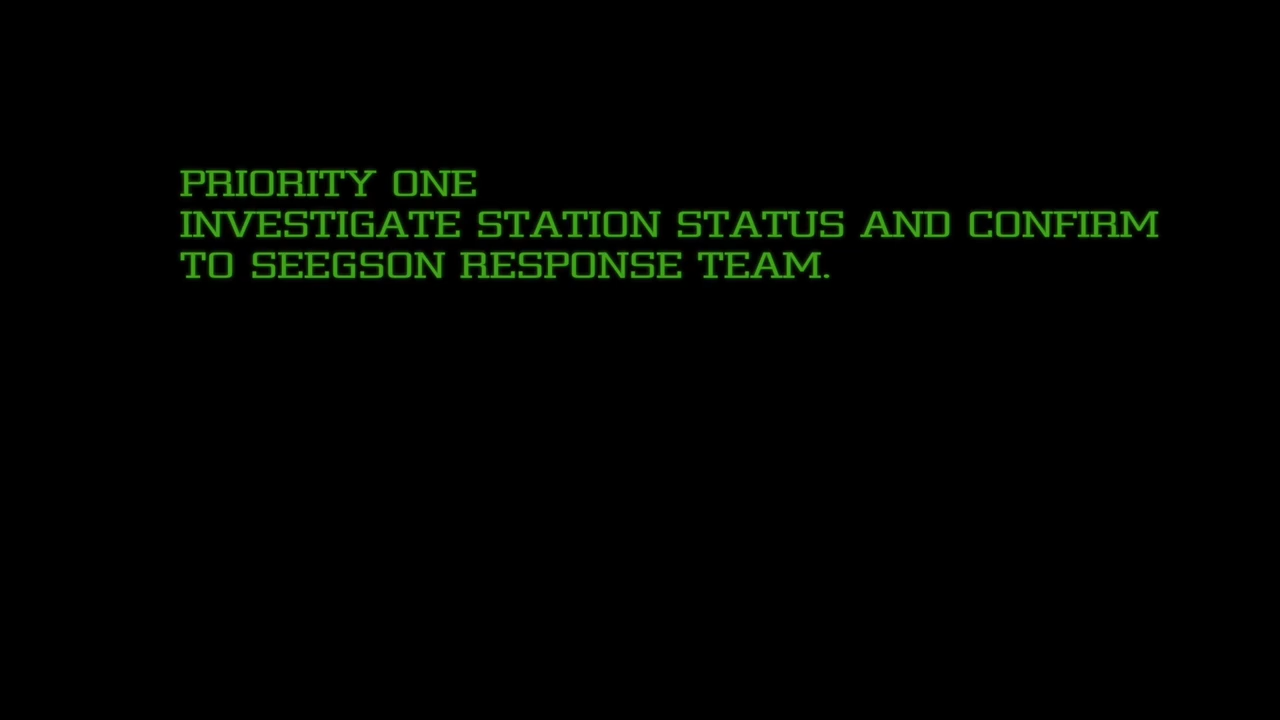 PRIORITY ONE
INVESTIGATE STATION STATUS AND CONFIRM
TO SEEGSON RESPONSE TEAM.